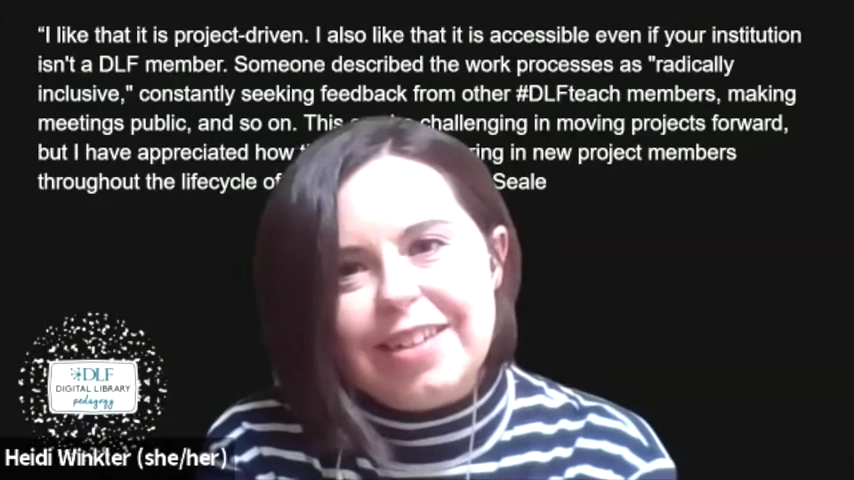 “I like that it is project-driven. I also like that it is accessible even if your institution
isn't a DLF member. Someone described the work processes as "radically
inclusive," constantly seeking feedback from other #DLFteach members, making
meetings public, and so on. This challenging in moving projects forward,
but I have appreciated how in new project members
throughout the lifecycle of Seale
DLF
DIGITAL LIBRARY
pedagogy
Heidi Winkler (she/her)